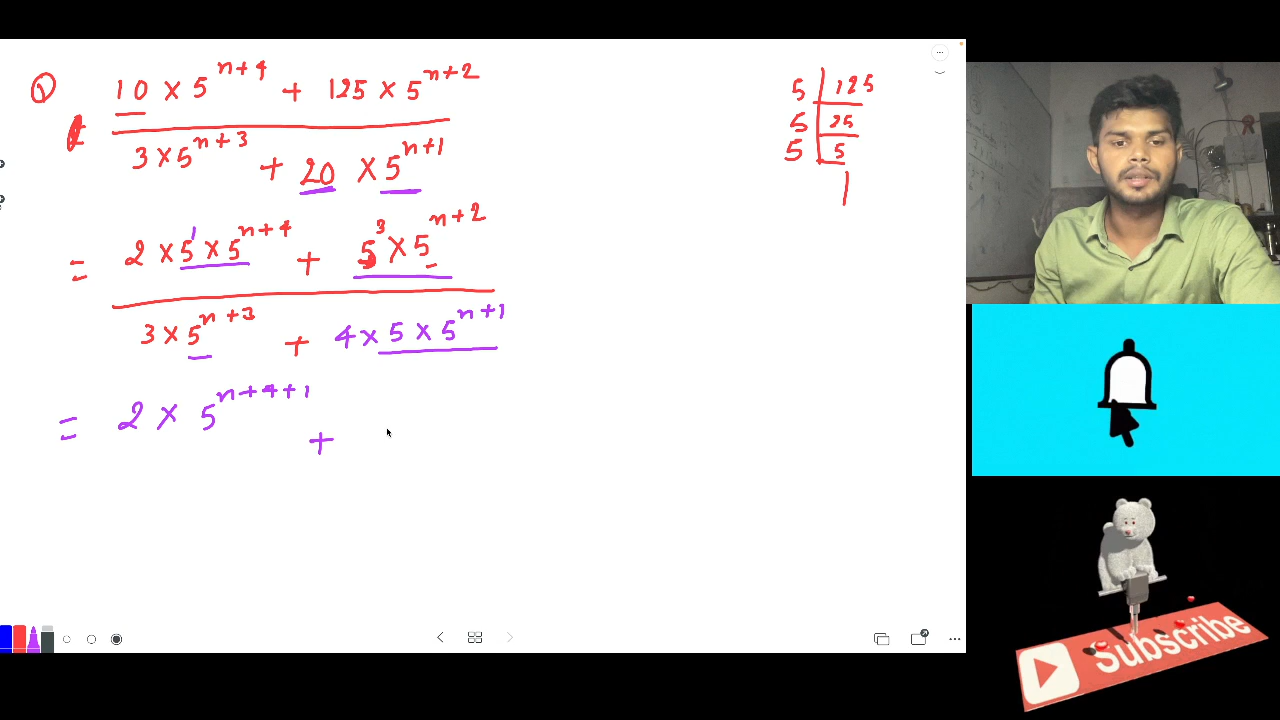 ① 10 × 5^{n+4} + 125 × 5^{n+2}
3 × 5^{n+3} + 20 × 5^{n+1}
= 2 × 5^1 × 5^{n+4} + 5^3 × 5^{n+2}
3 × 5^{n+3} + 4 × 5 × 5^{n+1}
= 2 × 5^{n+4+1} +
5 | 125
5 | 25
5 | 5
1
Subscribe